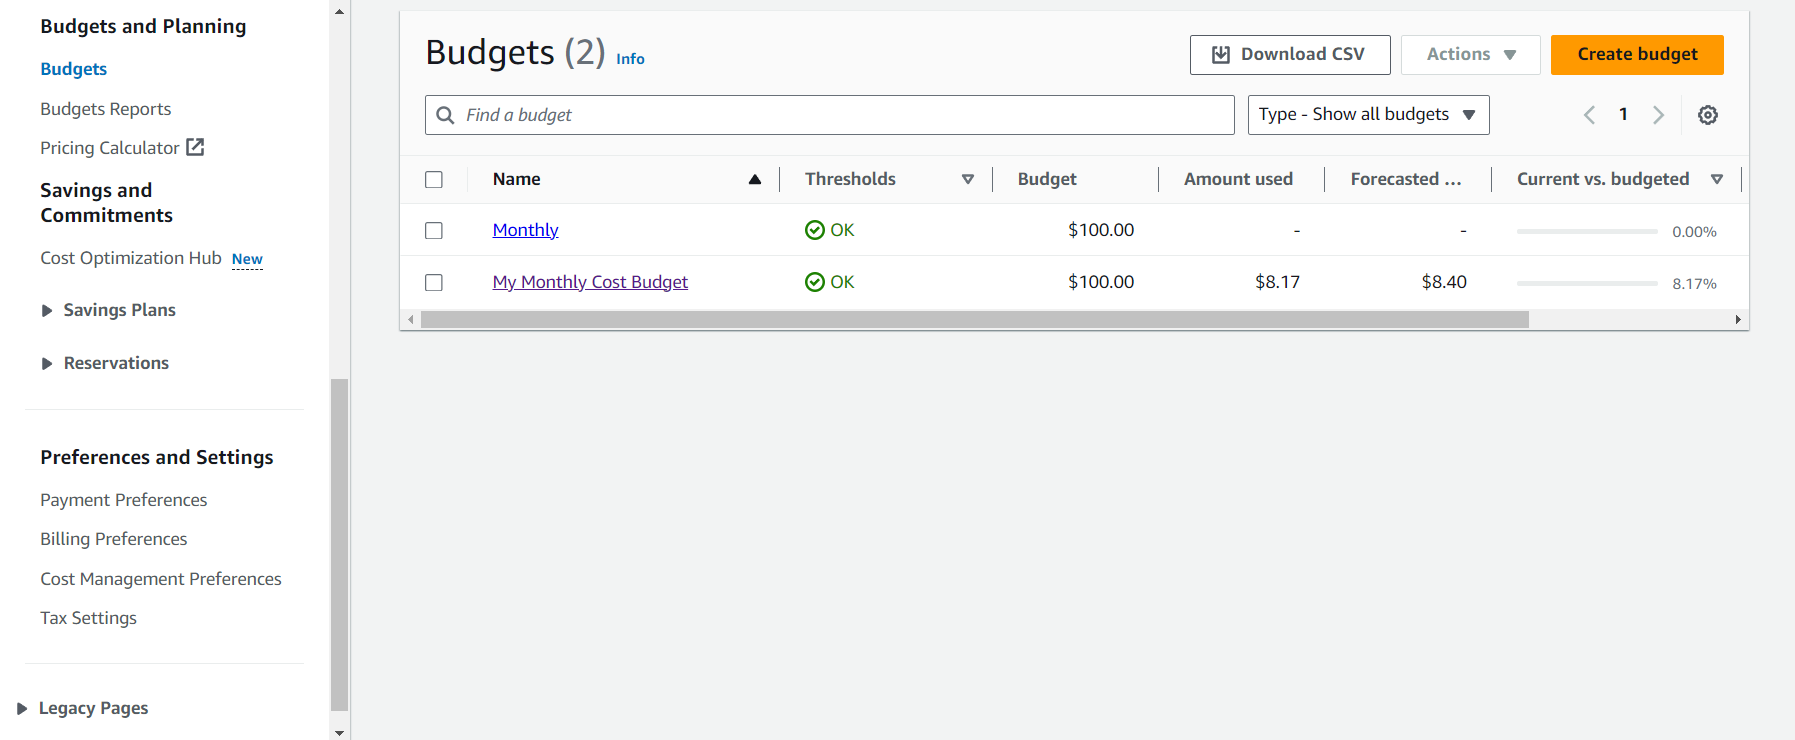 Budgets and Planning
Budgets
Budgets Reports
Pricing Calculator
Savings and
Commitments
Cost Optimization Hub New
Savings Plans
Reservations
Preferences and Settings
Payment Preferences
Billing Preferences
Cost Management Preferences
Tax Settings
Legacy Pages
Budgets (2) Info
Download CSV
Actions
Create budget
Find a budget
Type - Show all budgets
1
Name Thresholds Budget Amount used Forecasted ... Current vs. budgeted
Monthly OK $100.00 - - 0.00%
My Monthly Cost Budget OK $100.00 $8.17 $8.40 8.17%